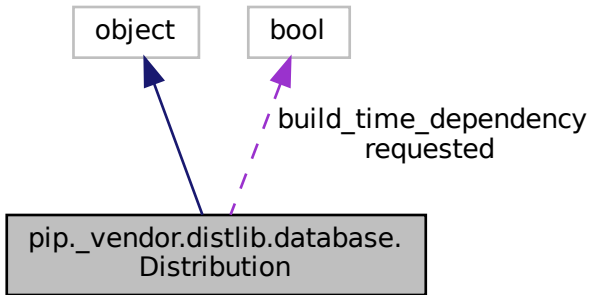 object
bool
build_time_dependency
requested
pip._vendor.distlib.database.
Distribution